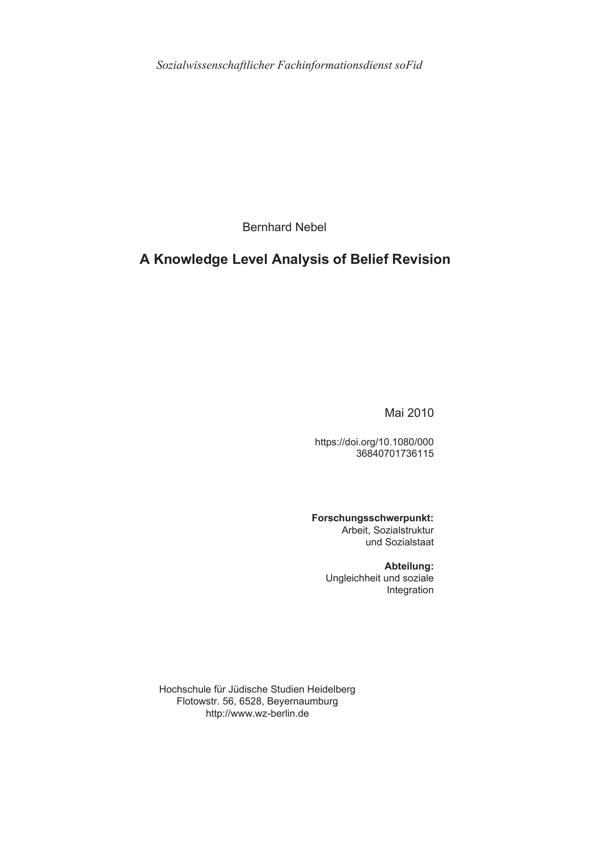 Sozialwissenschaftlicher Fachinformationsdienst soFid
Bernhard Nebel
A Knowledge Level Analysis of Belief Revision
Mai 2010
https://doi.org/10.1080/000
36840701736115
Forschungsschwerpunkt:
Arbeit, Sozialstruktur
und Sozialstaat
Abteilung:
Ungleichheit und soziale
Integration
Hochschule für Jüdische Studien Heidelberg
Flotowstr. 56, 6528, Beyernaumburg
http://www.wz-berlin.de